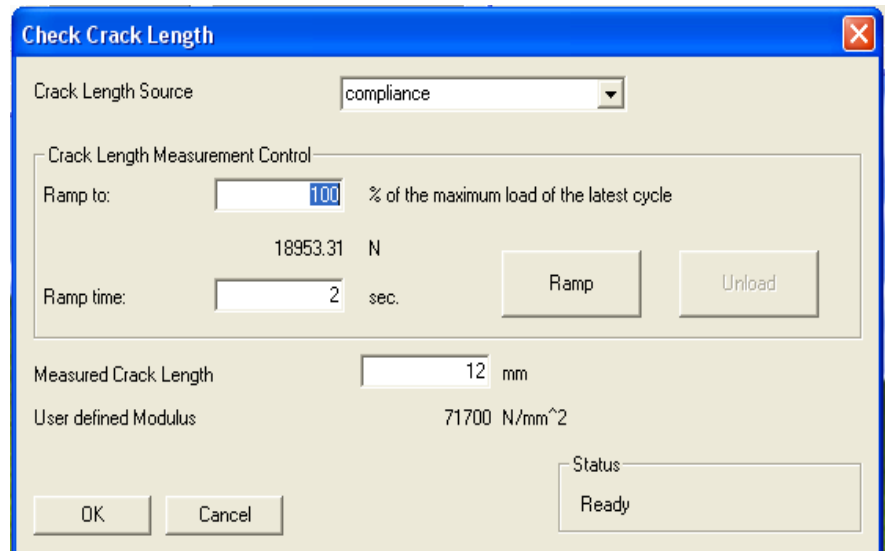 Check Crack Length
Crack Length Source compliance
Crack Length Measurement Control
Ramp to: 100 % of the maximum load of the latest cycle
18953.31 N
Ramp Unload
Ramp time: 2 sec.
Measured Crack Length 12 mm
User defined Modulus 71700 N/mm^2
Status
Ready
OK Cancel